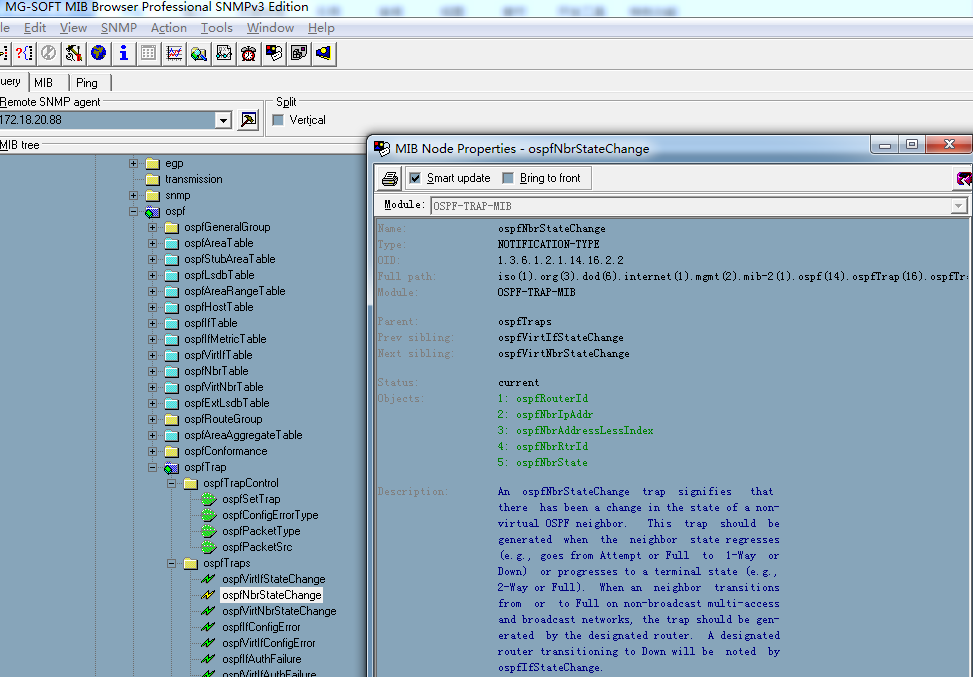 MG-SOFT MIB Browser Professional SNMPv3 Edition
le Edit View SNMP Action Tools Window Help
uery MIB Ping
Remote SNMP agent
172.18.20.88
Split
Vertical
MIB tree
egp
transmission
snmp
ospf
ospfGeneralGroup
ospfAreaTable
ospfStubAreaTable
ospfLsdbTable
ospfAreaRangeTable
ospfHostTable
ospfIfTable
ospfIfMetricTable
ospfVirtIfTable
ospfNbrTable
ospfVirtNbrTable
ospfExtLsdbTable
ospfRouteGroup
ospfAreaAggregateTable
ospfConformance
ospfTrap
ospfTrapControl
ospfSetTrap
ospfConfigErrorType
ospfPacketType
ospfPacketSrc
ospfTraps
ospfVirtIfStateChange
ospfNbrStateChange
ospfVirtNbrStateChange
ospfIfConfigError
ospfVirtIfConfigError
ospfIfAuthFailure
ospfVirtIfAuthFailure
MIB Node Properties - ospfNbrStateChange
Smart update Bring to front
Module: OSPF-TRAP-MIB
Name: ospfNbrStateChange
Type: NOTIFICATION-TYPE
OID: 1.3.6.1.2.1.14.16.2.2
Full path: iso(1).org(3).dod(6).internet(1).mgmt(2).mib-2(1).ospf(14).ospfTrap(16).ospfTr
Module: OSPF-TRAP-MIB
Parent: ospfTraps
Prev sibling: ospfVirtIfStateChange
Next sibling: ospfVirtNbrStateChange
Status: current
Objects: 1: ospfRouterId
2: ospfNbrIpAddr
3: ospfNbrAddressLessIndex
4: ospfNbrRtrId
5: ospfNbrState
Description: An ospfNbrStateChange trap signifies that
there has been a change in the state of a non-
virtual OSPF neighbor. This trap should be
generated when the neighbor state regresses
(e.g., goes from Attempt or Full to 1-Way or
Down) or progresses to a terminal state (e.g.,
2-Way or Full). When an neighbor transitions
from or to Full on non-broadcast multi-access
and broadcast networks, the trap should be gen-
erated by the designated router. A designated
router transitioning to Down will be noted by
ospfIfStateChange.